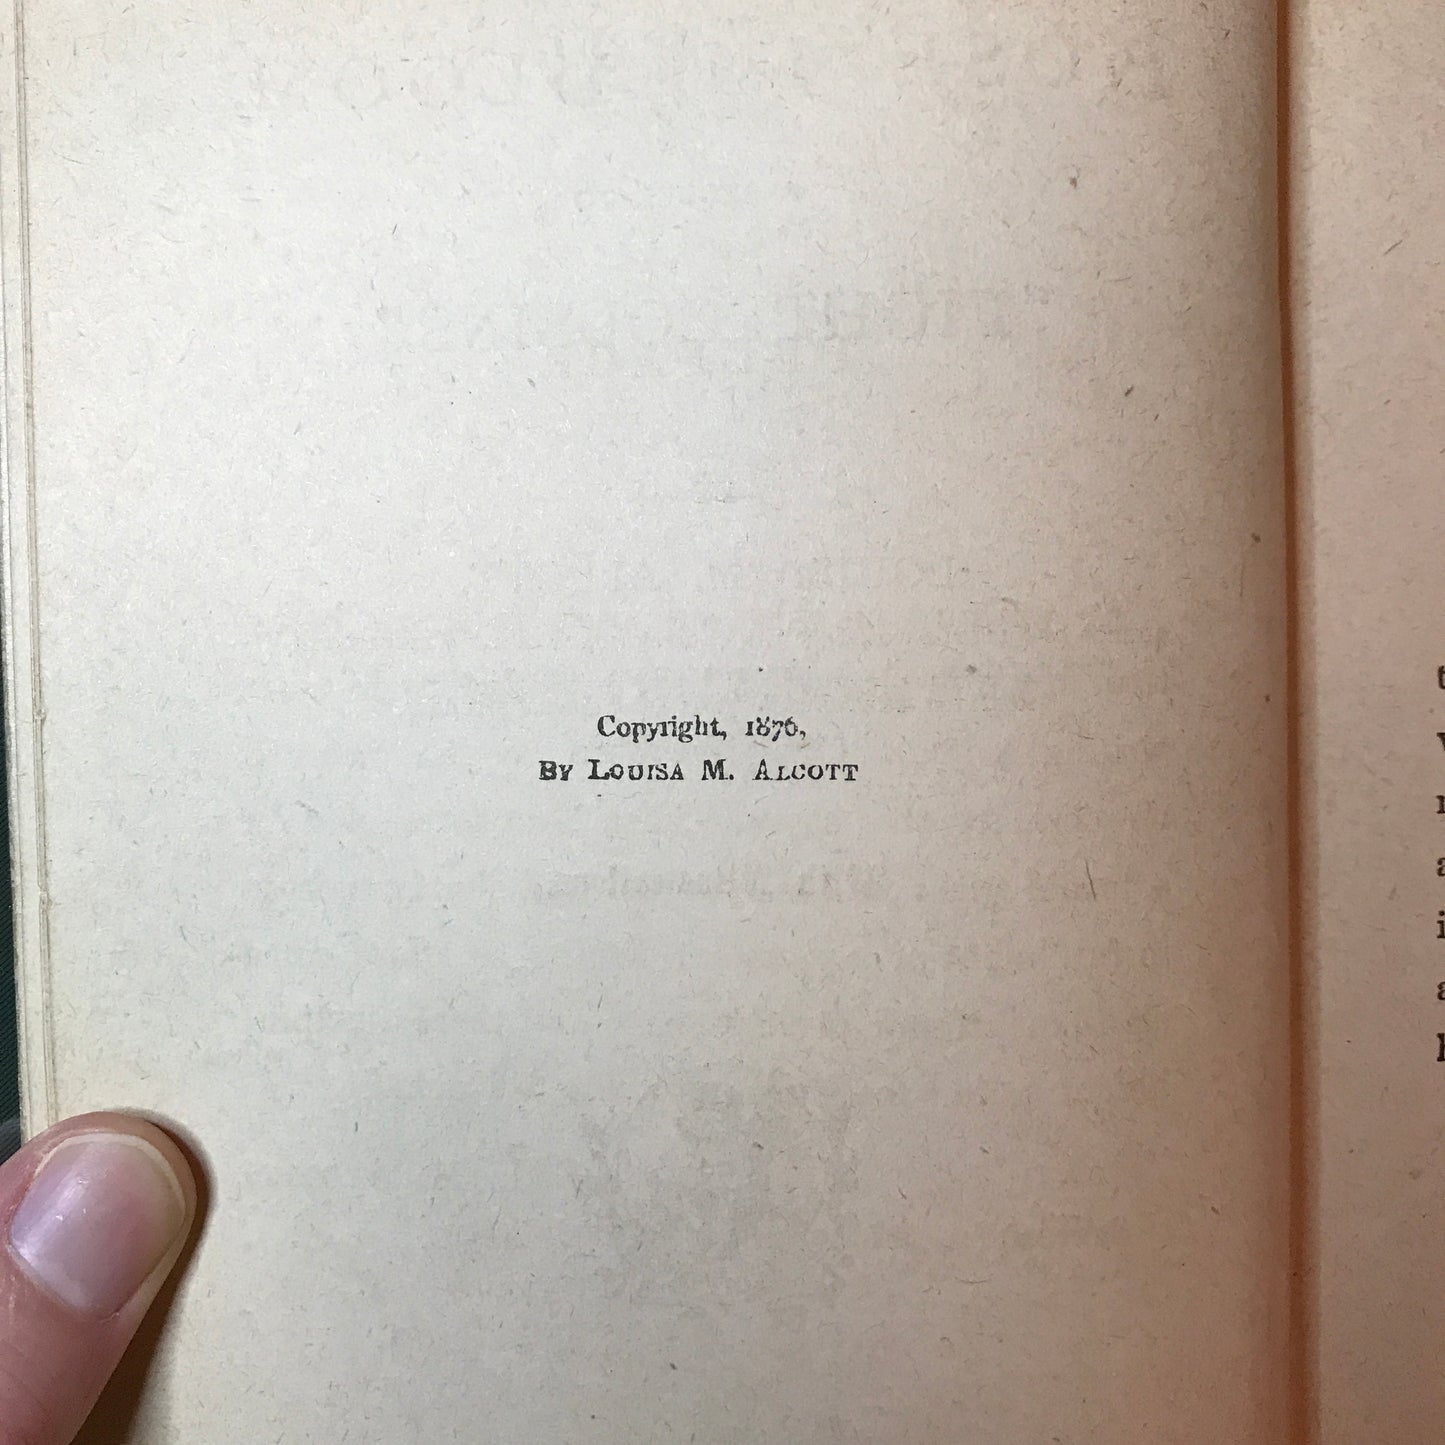 Copyright, 1876,
By Louisa M. Alcott